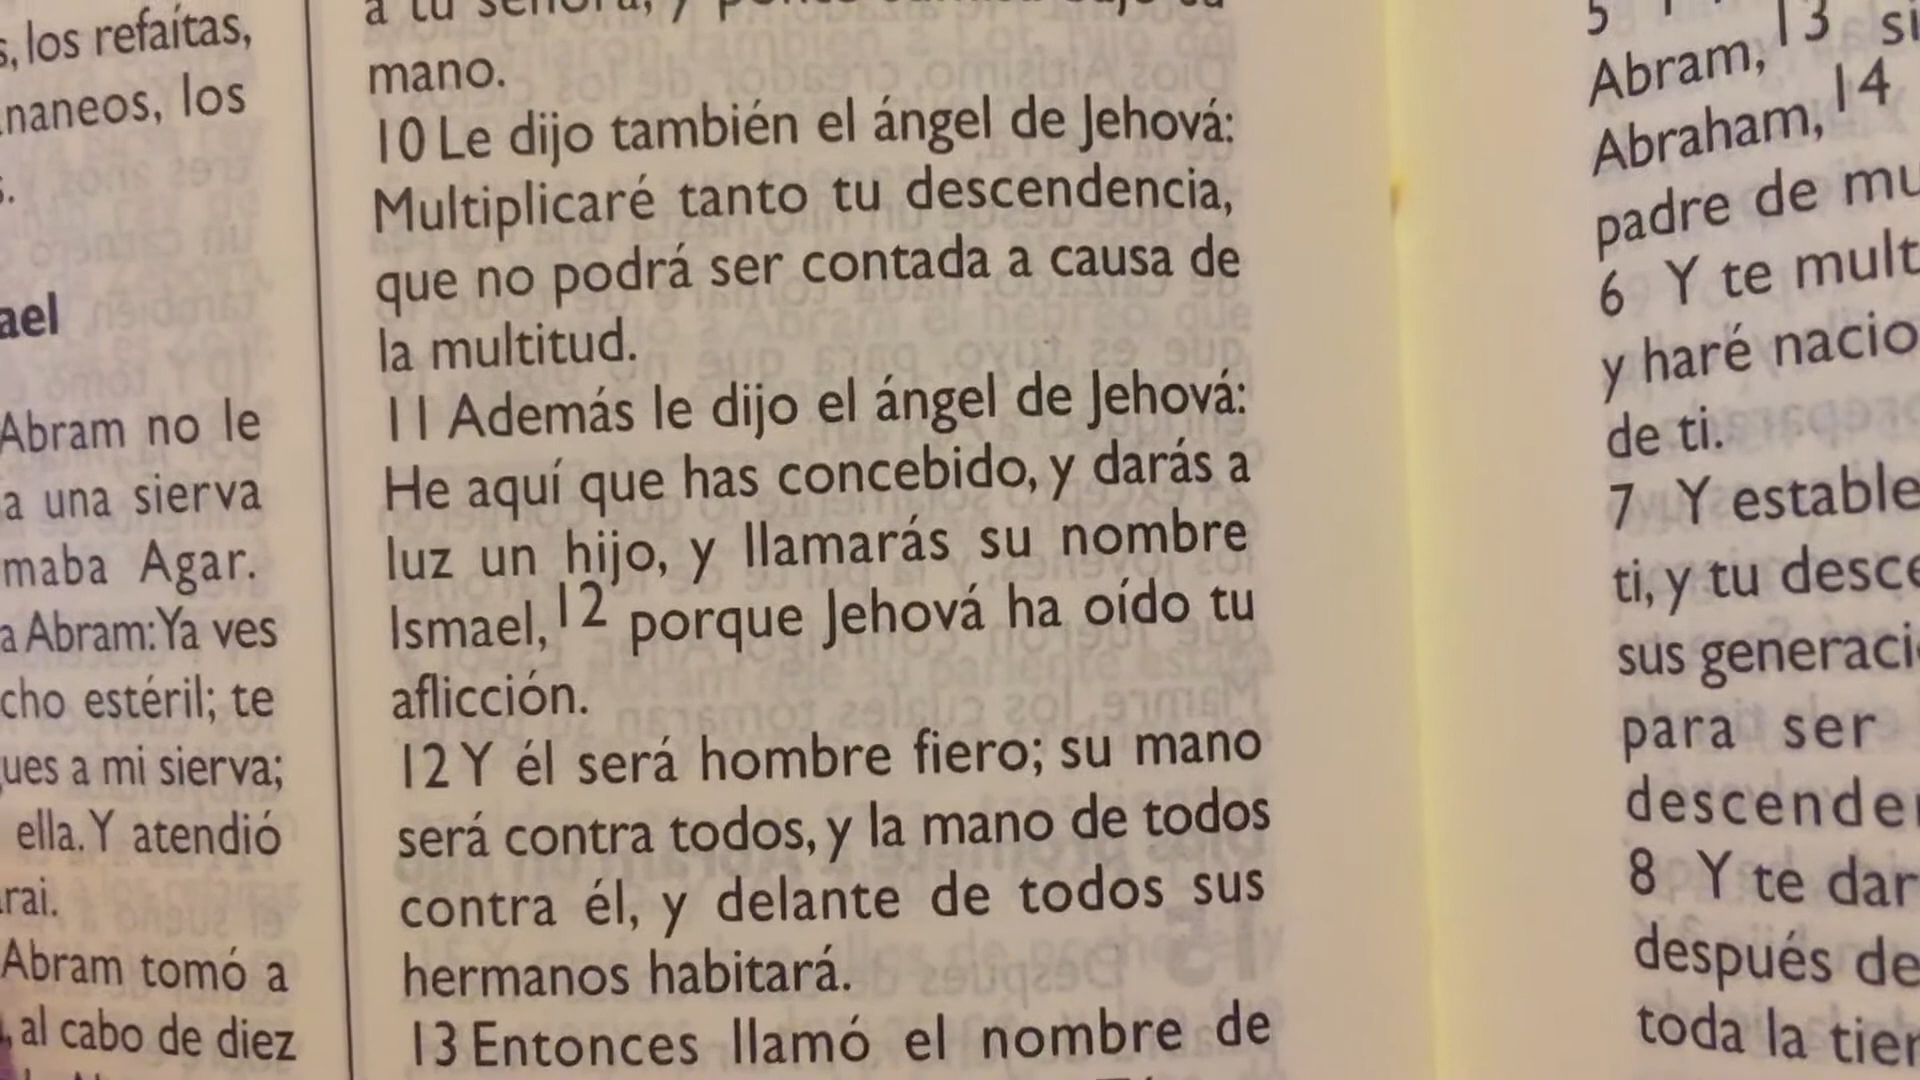 s, los refaítas,
naneos, los
s.
ael
Abram no le
a una sierva
maba Agar.
a Abram: Ya ves
cho estéril; te
ques a mi sierva;
ella. Y atendió
rai.
Abram tomó a
, al cabo de diez
a tu señora, y
mano.
10 Le dijo también el ángel de Jehová:
Multiplicaré tanto tu descendencia,
que no podrá ser contada a causa de
la multitud.
11 Además le dijo el ángel de Jehová:
He aquí que has concebido, y darás a
luz un hijo, y llamarás su nombre
Ismael,12 porque Jehová ha oído tu
aflicción.
12 Y él será hombre fiero; su mano
será contra todos, y la mano de todos
contra él, y delante de todos sus
hermanos habitará.
13 Entonces llamó el nombre de
5
Abram,13 si
Abraham,14
padre de mu
6 Y te mult
y haré nacio
de ti.
7 Y estable
ti, y tu desce
sus generaci
para ser
descende
8 Y te dar
después de
toda la tier